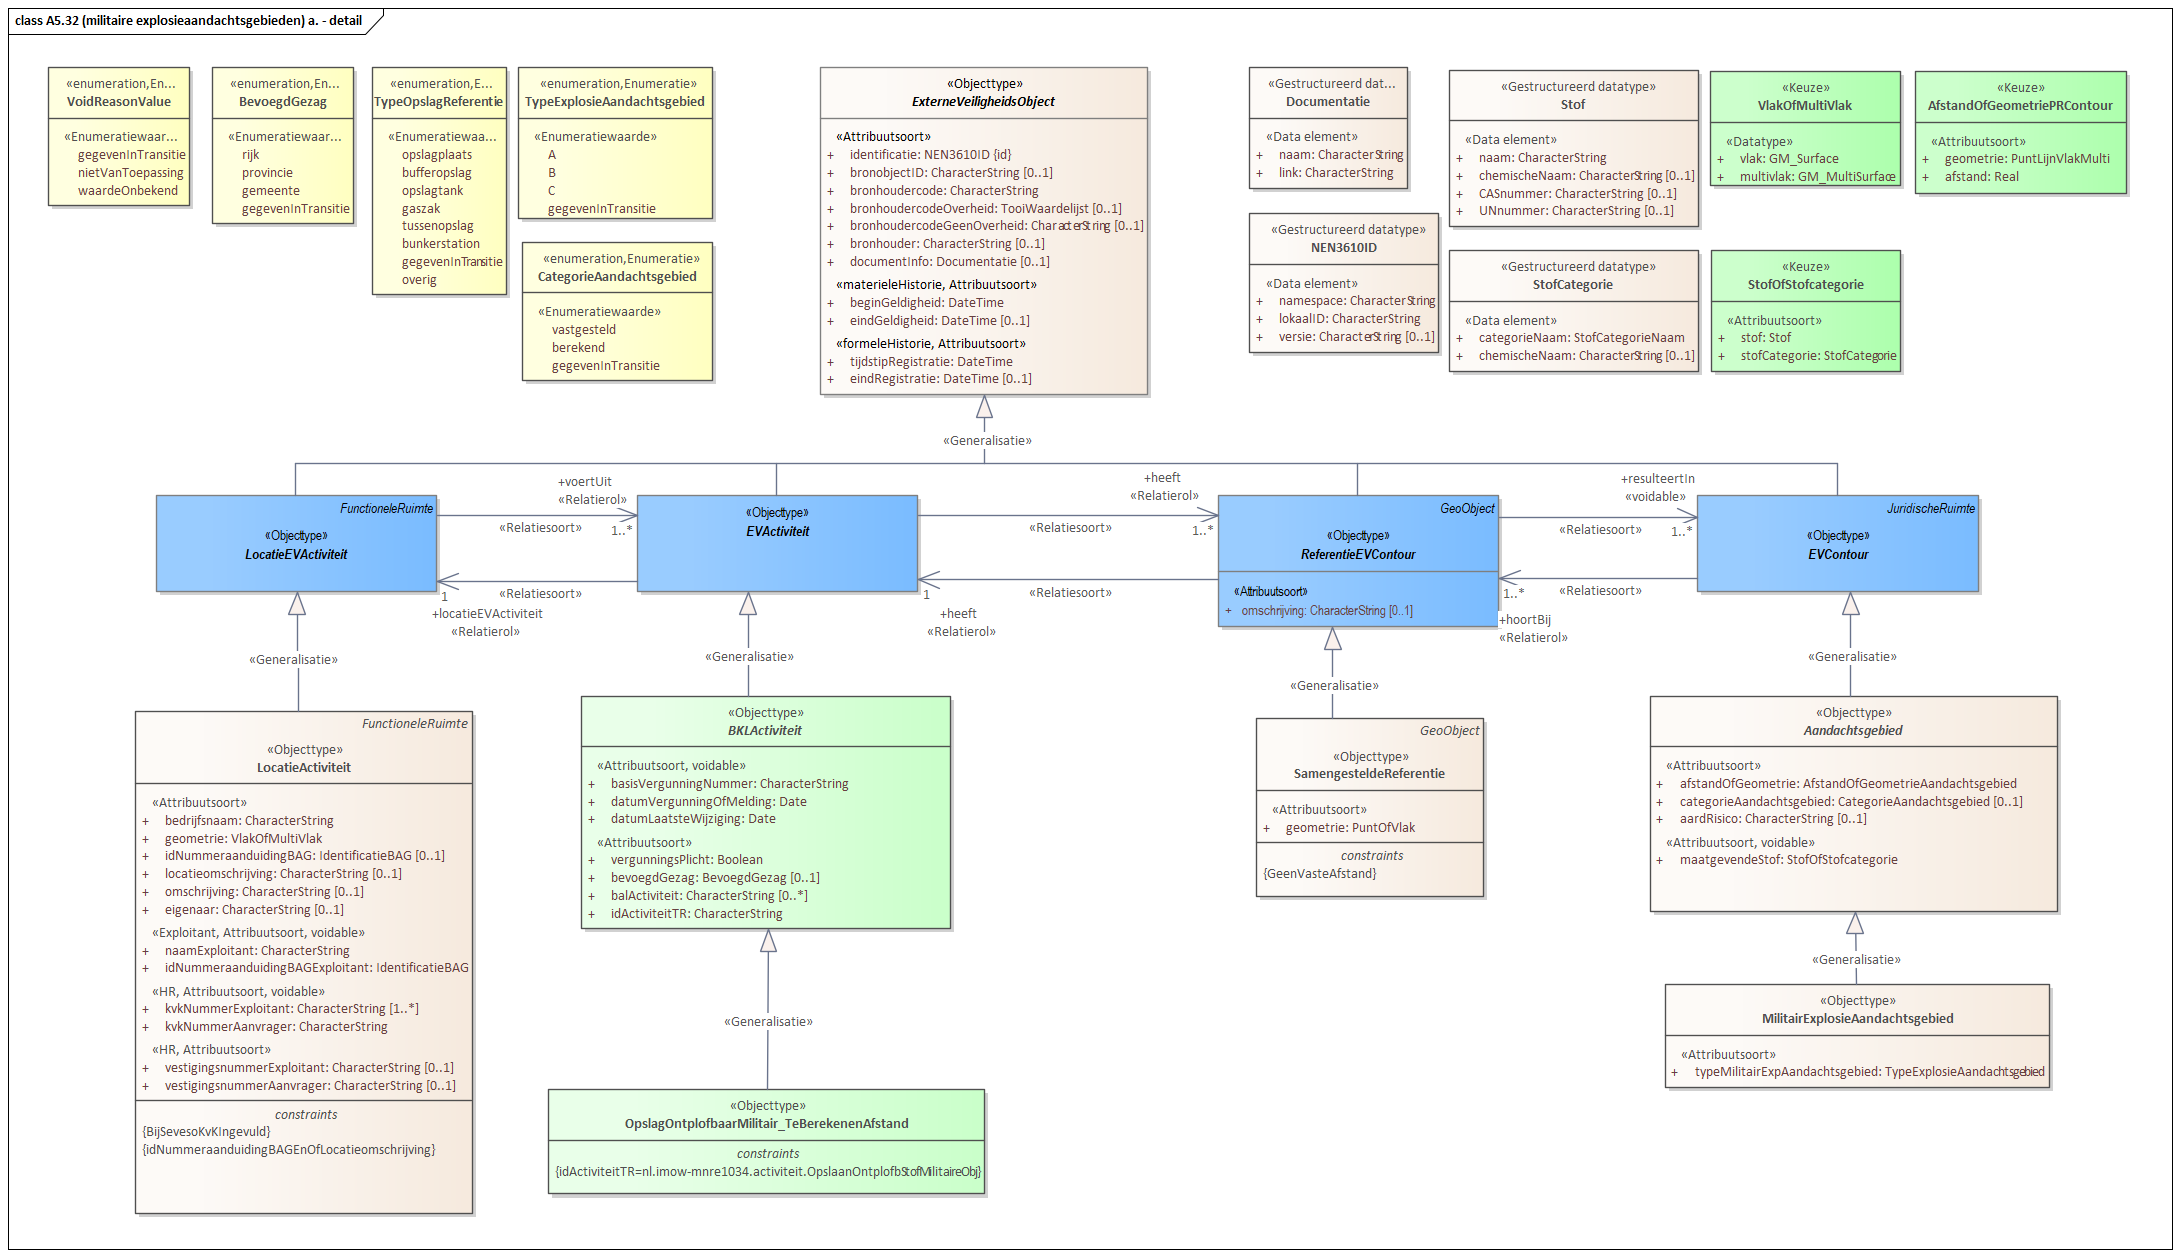 class A5.32 (militaire explosieaandachtsgebieden) a. - detail
«enumeration,En...
VoidReasonValue
«Enumeratiewaar...
gegevenInTransitie
nietVanToepassing
waardeOnbekend
«enumeration,En...
BevoegdGezag
«Enumeratiewaar...
rijk
provincie
gemeente
gegevenInTransitie
«enumeration,E...
TypeOpslagReferentie
«Enumeratiewaa...
opslagplaats
bufferopslag
opslagtank
gaszak
tussenopslag
bunkerstation
gegevenInTransitie
overig
«enumeration,Enumeratie»
TypeExplosieAandachtsgebied
«Enumeratiewaarde»
A
B
C
gegevenInTransitie
«enumeration,Enumeratie»
CategorieAandachtsgebied
«Enumeratiewaarde»
vastgesteld
berekend
gegevenInTransitie
«Objecttype»
ExterneVeiligheidsObject
«Attribuutsoort»
+ identificatie: NEN3610ID {id}
+ bronobjectID: CharacterString [0..1]
+ bronhoudercode: CharacterString
+ bronhoudercodeOverheid: TooiWaardelijst [0..1]
+ bronhoudercodeGeenOverheid: CharacterString [0..1]
+ bronhouder: CharacterString [0..1]
+ documentInfo: Documentatie [0..1]
«materieleHistorie, Attribuutsoort»
+ beginGeldigheid: DateTime
+ eindGeldigheid: DateTime [0..1]
«formeleHistorie, Attribuutsoort»
+ tijdstipRegistratie: DateTime
+ eindRegistratie: DateTime [0..1]
«Gestructureerd dat...
Documentatie
«Data element»
+ naam: CharacterString
+ link: CharacterString
«Gestructureerd datatype»
NEN3610ID
«Data element»
+ namespace: CharacterString
+ lokaalID: CharacterString
+ versie: CharacterString [0..1]
«Gestructureerd datatype»
Stof
«Data element»
+ naam: CharacterString
+ chemischeNaam: CharacterString [0..1]
+ CASnummer: CharacterString [0..1]
+ UNnummer: CharacterString [0..1]
«Gestructureerd datatype»
StofCategorie
«Data element»
+ categorieNaam: StofCategorieNaam
+ chemischeNaam: CharacterString [0..1]
«Keuze»
VlakOfMultiVlak
«Datatype»
+ vlak: GM_Surface
+ multivlak: GM_MultiSurface
«Keuze»
StofOfStofcategorie
«Attribuutsoort»
+ stof: Stof
+ stofCategorie: StofCategorie
«Keuze»
AfstandOfGeometriePRContour
«Attribuutsoort»
+ geometrie: PuntLijnVlakMulti
+ afstand: Real
«Generalisatie»
FunctioneleRuimte
«Objecttype»
LocatieEVActiviteit
+voertUit
«Relatierol»
«Relatiesoort»
1..*
«Relatiesoort»
1
+locatieEVActiviteit
«Relatierol»
«Objecttype»
EVActiviteit
+heeft
«Relatierol»
«Relatiesoort»
1..*
«Relatiesoort»
1
+heeft
«Relatierol»
GeoObject
«Objecttype»
ReferentieEVContour
«Attribuutsoort»
+ omschrijving: CharacterString [0..1]
+resulteertIn
«voidable»
«Relatiesoort»
1..*
«Relatiesoort»
1..*
+hoortBij
«Relatierol»
JuridischeRuimte
«Objecttype»
EVContour
«Generalisatie»
«Generalisatie»
«Generalisatie»
«Generalisatie»
FunctioneleRuimte
«Objecttype»
LocatieActiviteit
«Attribuutsoort»
+ bedrijfsnaam: CharacterString
+ geometrie: VlakOfMultiVlak
+ idNummeraanduidingBAG: IdentificatieBAG [0..1]
+ locatieomschrijving: CharacterString [0..1]
+ omschrijving: CharacterString [0..1]
+ eigenaar: CharacterString [0..1]
«Exploitant, Attribuutsoort, voidable»
+ naamExploitant: CharacterString
+ idNummeraanduidingBAGExploitant: IdentificatieBAG
«HR, Attribuutsoort, voidable»
+ kvkNummerExploitant: CharacterString [1..*]
+ kvkNummerAanvrager: CharacterString
«HR, Attribuutsoort»
+ vestigingsnummerExploitant: CharacterString [0..1]
+ vestigingsnummerAanvrager: CharacterString [0..1]
constraints
{BijSevesoKvKIngevuld}
{idNummeraanduidingBAGEnOfLocatieomschrijving}
«Objecttype»
BKLActiviteit
«Attribuutsoort, voidable»
+ basisVergunningNummer: CharacterString
+ datumVergunningOfMelding: Date
+ datumLaatsteWijziging: Date
«Attribuutsoort»
+ vergunningsPlicht: Boolean
+ bevoegdGezag: BevoegdGezag [0..1]
+ balActiviteit: CharacterString [0..*]
+ idActiviteitTR: CharacterString
«Generalisatie»
«Objecttype»
OpslagOntplofbaarMilitair_TeBerekenenAfstand
constraints
{idActiviteitTR=nl.imow-mnre1034.activiteit.OpslaanOntplofbStofMilitaireObj}
GeoObject
«Objecttype»
SamengesteldeReferentie
«Attribuutsoort»
+ geometrie: PuntOfVlak
constraints
{GeenVasteAfstand}
«Objecttype»
Aandachtsgebied
«Attribuutsoort»
+ afstandOfGeometrie: AfstandOfGeometrieAandachtsgebied
+ categorieAandachtsgebied: CategorieAandachtsgebied [0..1]
+ aardRisico: CharacterString [0..1]
«Attribuutsoort, voidable»
+ maatgevendeStof: StofOfStofcategorie
«Generalisatie»
«Objecttype»
MilitairExplosieAandachtsgebied
«Attribuutsoort»
+ typeMilitairExpAandachtsgebied: TypeExplosieAandachtsgebied